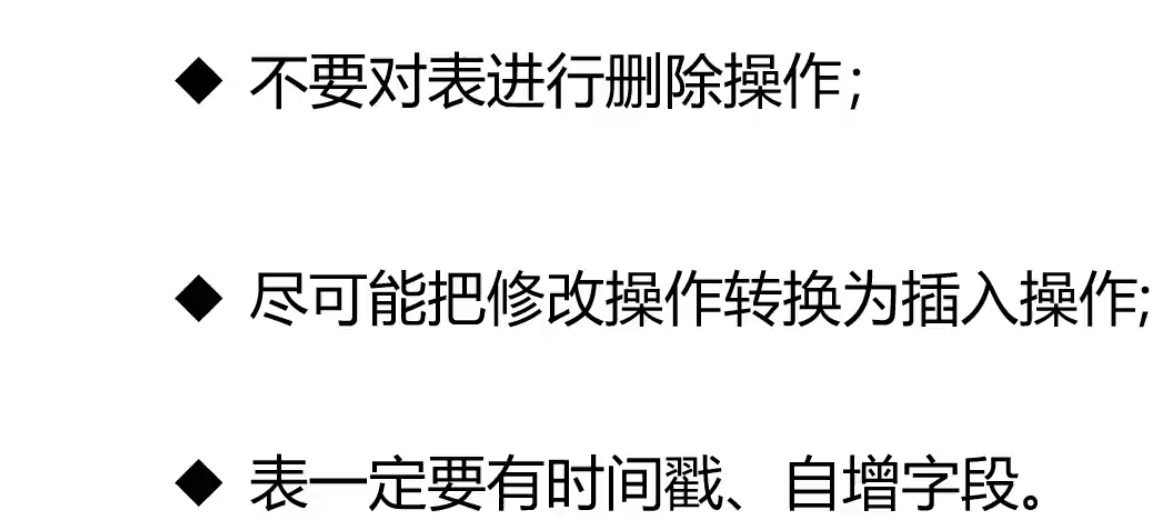 ◆ 不要对表进行删除操作；
◆ 尽可能把修改操作转换为插入操作;
◆ 表一定要有时间戳、自增字段。